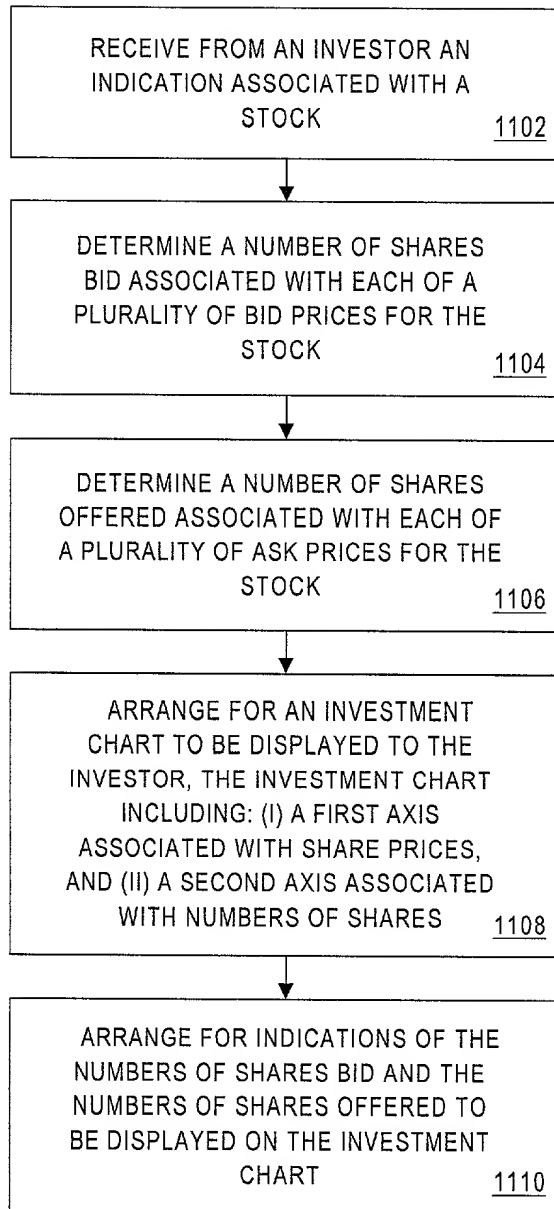 RECEIVE FROM AN INVESTOR AN
INDICATION ASSOCIATED WITH A
STOCK
1102
DETERMINE A NUMBER OF SHARES
BID ASSOCIATED WITH EACH OF A
PLURALITY OF BID PRICES FOR THE
STOCK
1104
DETERMINE A NUMBER OF SHARES
OFFERED ASSOCIATED WITH EACH OF
A PLURALITY OF ASK PRICES FOR THE
STOCK
1106
ARRANGE FOR AN INVESTMENT
CHART TO BE DISPLAYED TO THE
INVESTOR, THE INVESTMENT CHART
INCLUDING: (I) A FIRST AXIS
ASSOCIATED WITH SHARE PRICES,
AND (II) A SECOND AXIS ASSOCIATED
WITH NUMBERS OF SHARES
1108
ARRANGE FOR INDICATIONS OF THE
NUMBERS OF SHARES BID AND THE
NUMBERS OF SHARES OFFERED TO
BE DISPLAYED ON THE INVESTMENT
CHART
1110